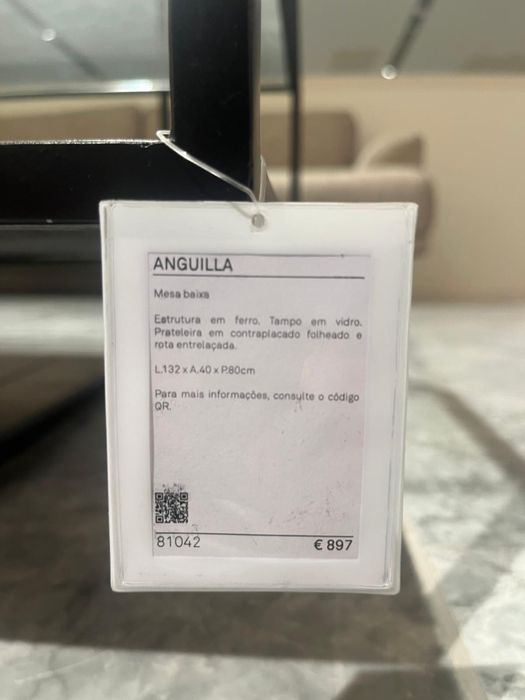 ANGUILLA
Mesa baixa
Estrutura em ferro. Tampo em vidro.
Prateleira em contraplacado folheado e
rota entrelaçada.
L.132 x A.40 x P.80cm
Para mais informações, consulte o código
QR.
81042
€ 897